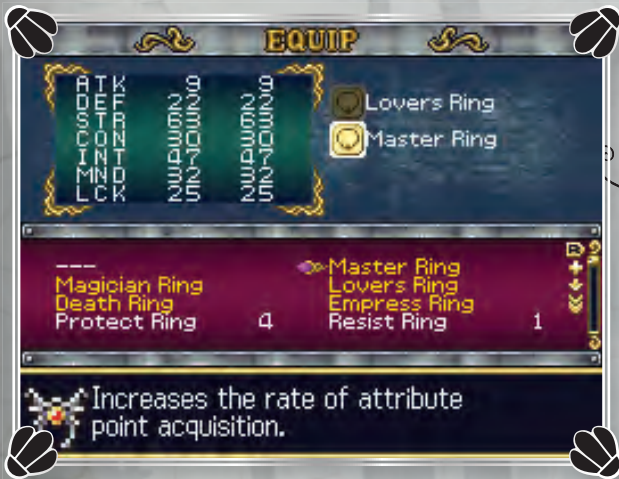 EQUIP
ATK 9 9
DEF 22 22
STR 63 63
CON 30 30
INT 47 47
MND 32 32
LCK 25 25
Lovers Ring
Master Ring
--- Master Ring
Magician Ring Lovers Ring
Death Ring Empress Ring
Protect Ring 4 Resist Ring 1
Increases the rate of attribute
point acquisition.